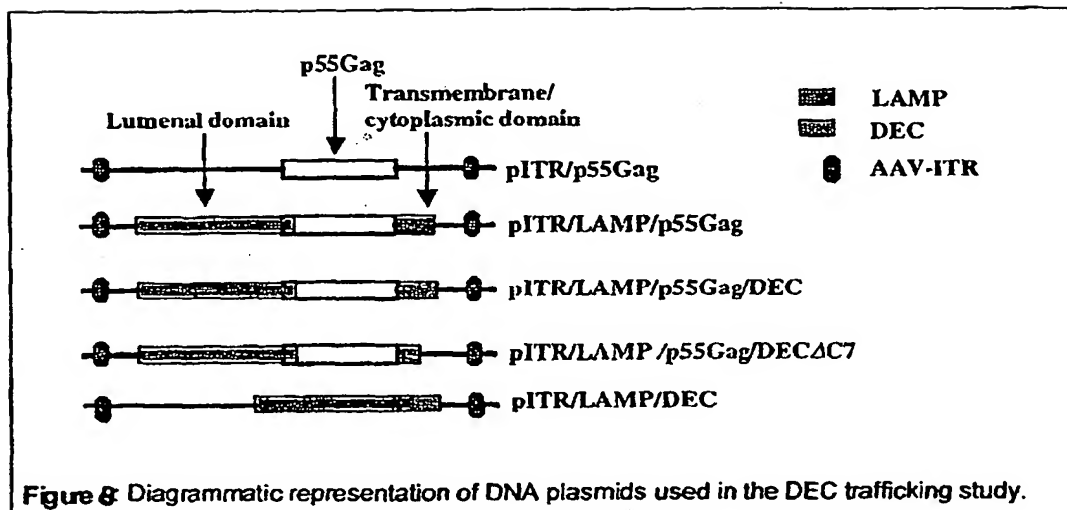 p55Gag
Transmembrane/
cytoplasmic domain
Lumenal domain
LAMP
DEC
AAV-ITR
pITR/p55Gag
pITR/LAMP/p55Gag
pITR/LAMP/p55Gag/DEC
pITR/LAMP/p55Gag/DECΔC7
pITR/LAMP/DEC
Figure 8: Diagrammatic representation of DNA plasmids used in the DEC trafficking study.